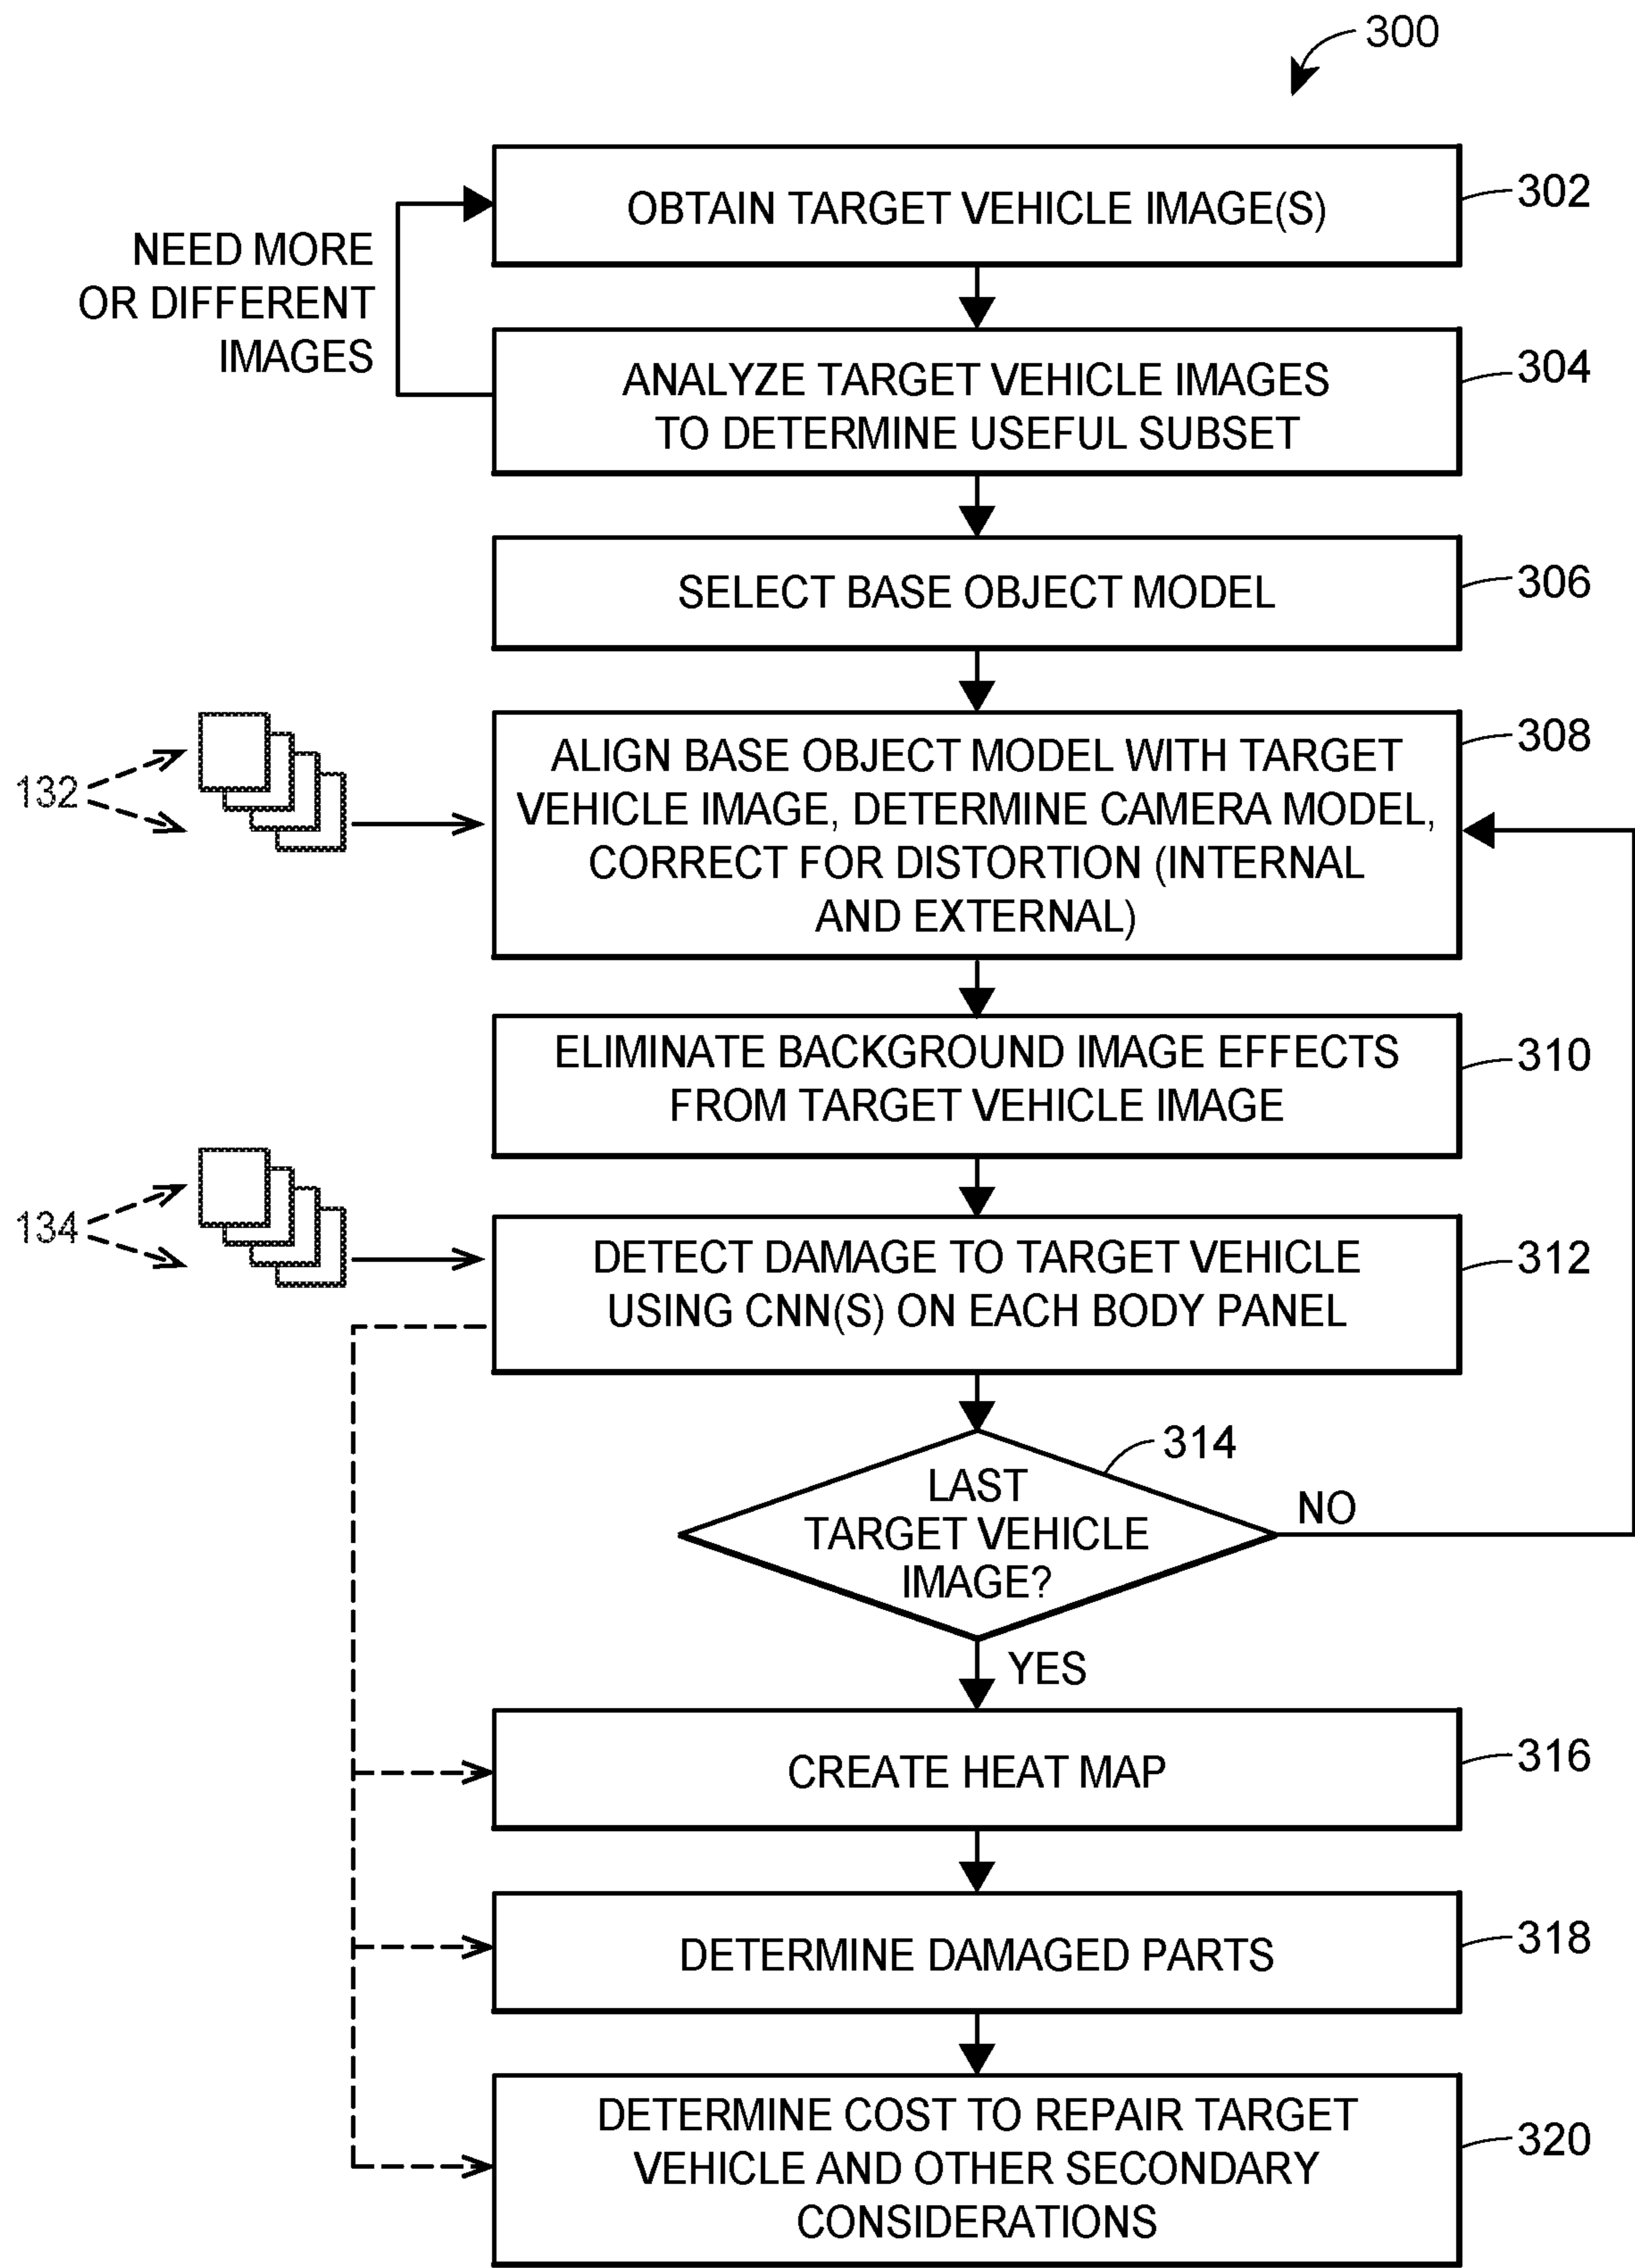 300
OBTAIN TARGET VEHICLE IMAGE(S)
302
NEED MORE
OR DIFFERENT
IMAGES
ANALYZE TARGET VEHICLE IMAGES
TO DETERMINE USEFUL SUBSET
304
SELECT BASE OBJECT MODEL
306
132
ALIGN BASE OBJECT MODEL WITH TARGET
VEHICLE IMAGE, DETERMINE CAMERA MODEL,
CORRECT FOR DISTORTION (INTERNAL
AND EXTERNAL)
308
ELIMINATE BACKGROUND IMAGE EFFECTS
FROM TARGET VEHICLE IMAGE
310
134
DETECT DAMAGE TO TARGET VEHICLE
USING CNN(S) ON EACH BODY PANEL
312
314
LAST
TARGET VEHICLE
IMAGE?
NO
YES
CREATE HEAT MAP
316
DETERMINE DAMAGED PARTS
318
DETERMINE COST TO REPAIR TARGET
VEHICLE AND OTHER SECONDARY
CONSIDERATIONS
320